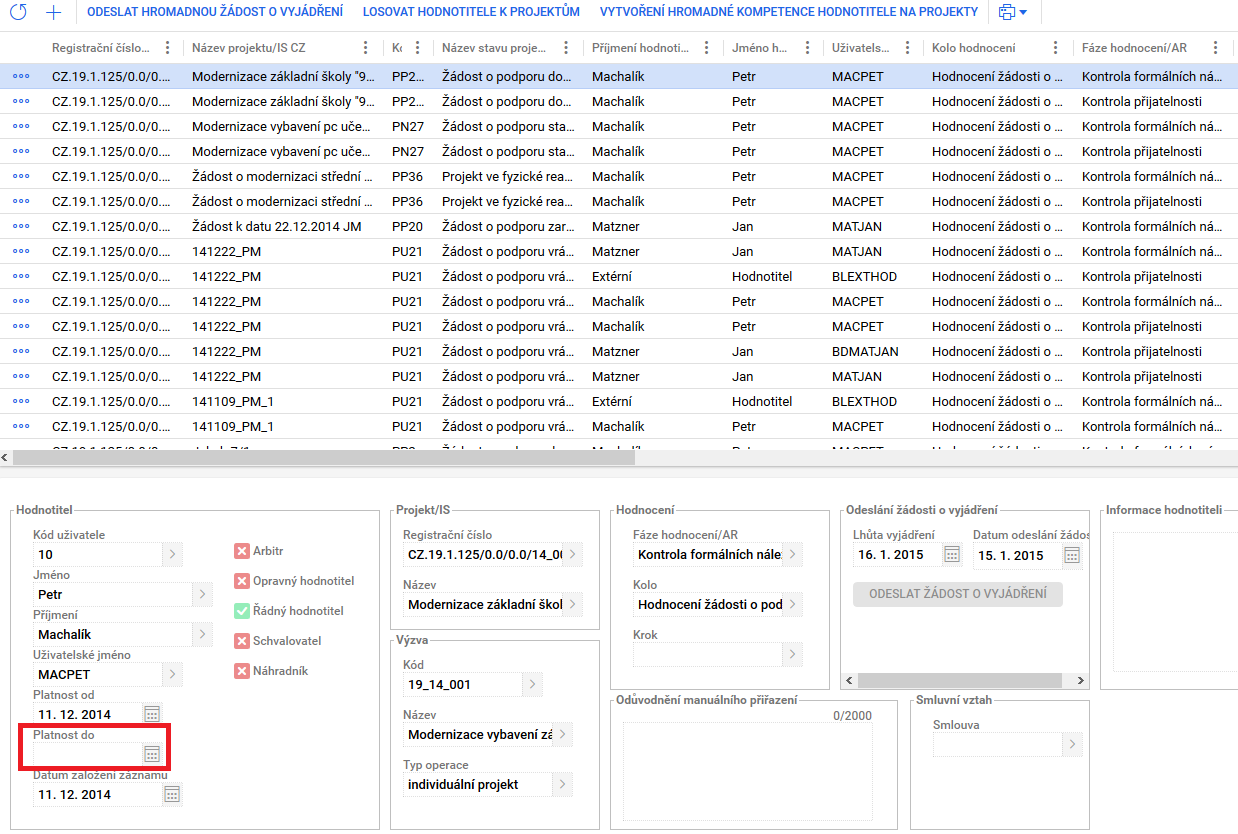 ODESLAT HROMADNOU ŽÁDOST O VYJÁDŘENÍ LOSOVAT HODNOTITELE K PROJEKTŮM VYTVOŘENÍ HROMADNÉ KOMPETENCE HODNOTITELE NA PROJEKTY
Registrační číslo... Název projektu/IS CZ Kó Název stavu proje... Příjmení hodnoti... Jméno h... Uživatels... Kolo hodnocení Fáze hodnocení/AR
CZ.19.1.125/0.0/0.... Modernizace základní školy "9... PP2... Žádost o podporu do... Machalík Petr MACPET Hodnocení žádosti o ... Kontrola formálních ná...
CZ.19.1.125/0.0/0.... Modernizace základní školy "9... PP2... Žádost o podporu do... Machalík Petr MACPET Hodnocení žádosti o ... Kontrola přijatelnosti
CZ.19.1.125/0.0/0.... Modernizace vybavení pc uče... PN27 Žádost o podporu sta... Machalík Petr MACPET Hodnocení žádosti o ... Kontrola formálních ná...
CZ.19.1.125/0.0/0.... Modernizace vybavení pc uče... PN27 Žádost o podporu sta... Machalík Petr MACPET Hodnocení žádosti o ... Kontrola přijatelnosti
CZ.19.1.125/0.0/0.... Žádost o modernizaci střední ... PP36 Projekt ve fyzické rea... Machalík Petr MACPET Hodnocení žádosti o ... Kontrola formálních ná...
CZ.19.1.125/0.0/0.... Žádost o modernizaci střední ... PP36 Projekt ve fyzické rea... Machalík Petr MACPET Hodnocení žádosti o ... Kontrola přijatelnosti
CZ.19.1.125/0.0/0.... Žádost k datu 22.12.2014 JM PP20 Žádost o podporu zar... Matzner Jan MATJAN Hodnocení žádosti o ... Kontrola formálních ná...
CZ.19.1.125/0.0/0.... 141222_PM PU21 Žádost o podporu vrá... Matzner Jan MATJAN Hodnocení žádosti o ... Kontrola formálních ná...
CZ.19.1.125/0.0/0.... 141222_PM PU21 Žádost o podporu vrá... Extérní Hodnotitel BLEXTHOD Hodnocení žádosti o ... Kontrola přijatelnosti
CZ.19.1.125/0.0/0.... 141222_PM PU21 Žádost o podporu vrá... Machalík Petr MACPET Hodnocení žádosti o ... Kontrola formálních ná...
CZ.19.1.125/0.0/0.... 141222_PM PU21 Žádost o podporu vrá... Machalík Petr MACPET Hodnocení žádosti o ... Kontrola přijatelnosti
CZ.19.1.125/0.0/0.... 141222_PM PU21 Žádost o podporu vrá... Matzner Jan BDMATJAN Hodnocení žádosti o ... Kontrola přijatelnosti
CZ.19.1.125/0.0/0.... 141222_PM PU21 Žádost o podporu vrá... Matzner Jan MATJAN Hodnocení žádosti o ... Kontrola přijatelnosti
CZ.19.1.125/0.0/0.... 141109_PM_1 PU21 Žádost o podporu vrá... Extérní Hodnotitel BLEXTHOD Hodnocení žádosti o ... Kontrola formálních ná...
CZ.19.1.125/0.0/0.... 141109_PM_1 PU21 Žádost o podporu vrá... Machalík Petr MACPET Hodnocení žádosti o ... Kontrola formálních ná...
Hodnotitel
Kód uživatele
10
Jméno
Petr
Příjmení
Machalík
Uživatelské jméno
MACPET
Platnost od
11. 12. 2014
Platnost do
Datum založení záznamu
11. 12. 2014
Arbitr
Opravný hodnotitel
Řádný hodnotitel
Schvalovatel
Náhradník
Projekt/IS
Registrační číslo
CZ.19.1.125/0.0/0.0/14_0
Název
Modernizace základní škol
Výzva
Kód
19_14_001
Název
Modernizace vybavení zá
Typ operace
individuální projekt
Hodnocení
Fáze hodnocení/AR
Kontrola formálních nále
Kolo
Hodnocení žádosti o pod
Krok
Odeslání žádosti o vyjádření
Lhůta vyjádření
16. 1. 2015
Datum odeslání žádos
15. 1. 2015
ODESLAT ŽÁDOST O VYJÁDŘENÍ
Informace hodnotiteli
Odůvodnění manuálního přiřazení
0/2000
Smluvní vztah
Smlouva